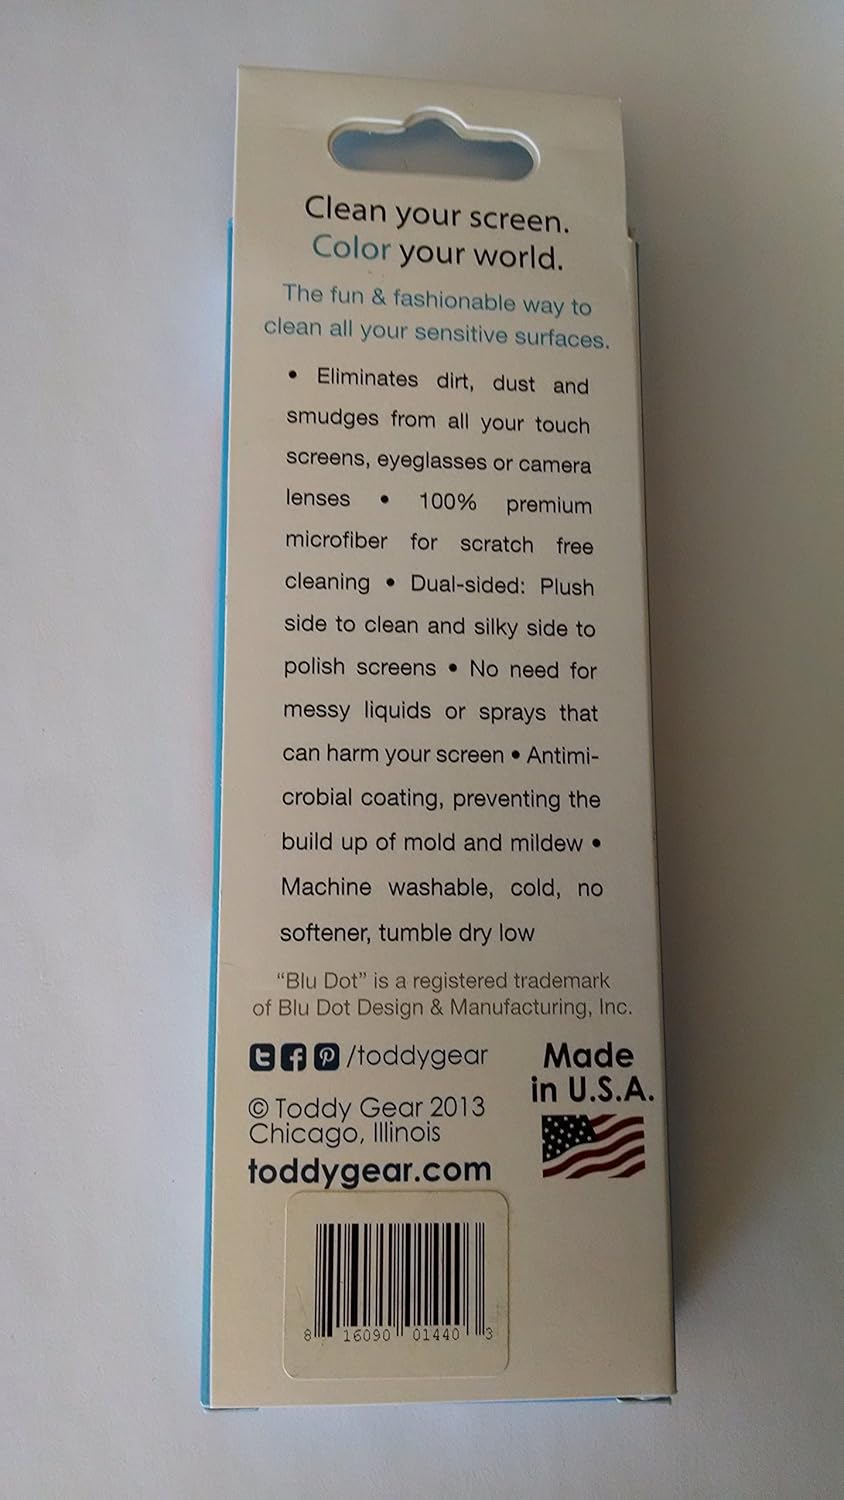 Clean your screen.
Color your world.
The fun & fashionable way to
clean all your sensitive surfaces.
• Eliminates dirt, dust and
smudges from all your touch
screens, eyeglasses or camera
lenses • 100% premium
microfiber for scratch free
cleaning • Dual-sided: Plush
side to clean and silky side to
polish screens • No need for
messy liquids or sprays that
can harm your screen • Antimi-
crobial coating, preventing the
build up of mold and mildew •
Machine washable, cold, no
softener, tumble dry low
“Blu Dot” is a registered trademark
of Blu Dot Design & Manufacturing, Inc.
/toddygear
Made
in U.S.A.
© Toddy Gear 2013
Chicago, Illinois
toddygear.com
8 16090 01440 3